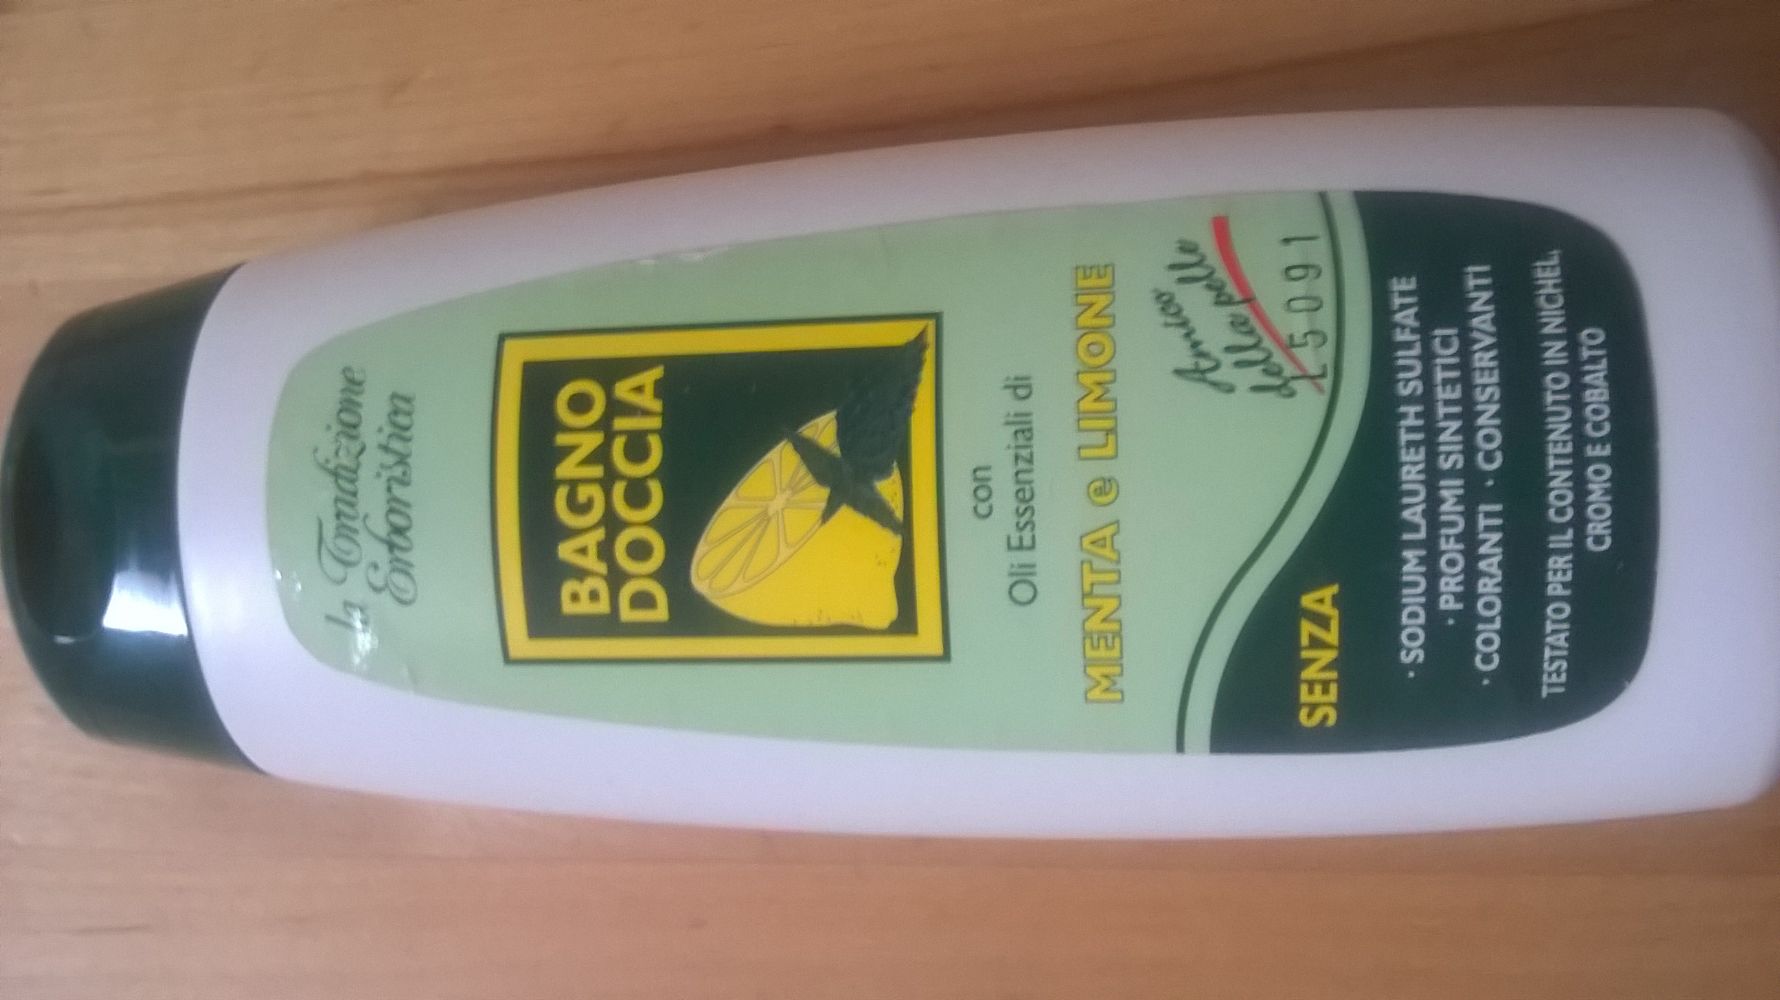 la Tradizione
Erboristica
BAGNO
DOCCIA
con
Oli Essenziali di
MENTA e LIMONE
Amico
della pelle
L5091
SENZA
· SODIUM LAURETH SULFATE
· PROFUMI SINTETICI
· COLORANTI · CONSERVANTI
TESTATO PER IL CONTENUTO IN NICHEL,
CROMO E COBALTO